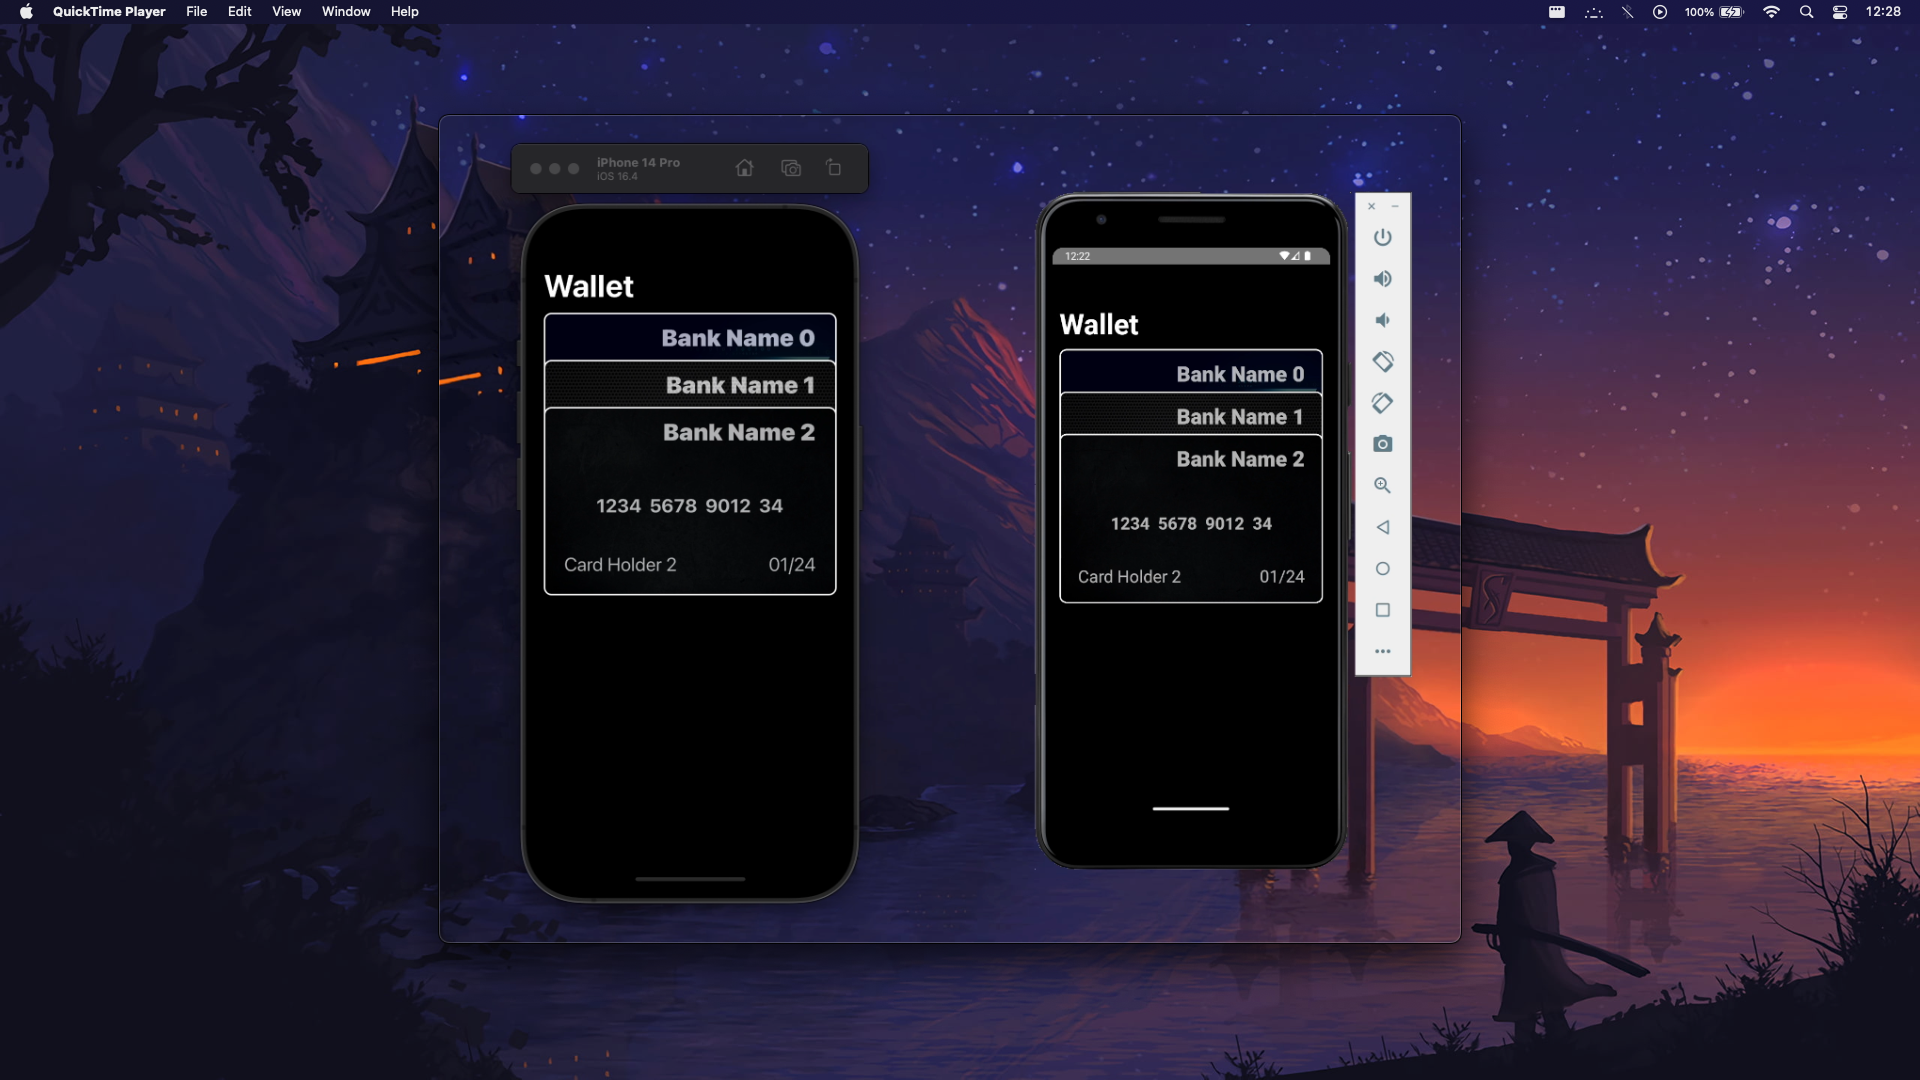 QuickTime Player File Edit View Window Help 100% 12:28
iPhone 14 Pro
iOS 16.4
Wallet
Bank Name 0
Bank Name 1
Bank Name 2
1234 5678 9012 34
Card Holder 2 01/24
12:22
Wallet
Bank Name 0
Bank Name 1
Bank Name 2
1234 5678 9012 34
Card Holder 2 01/24